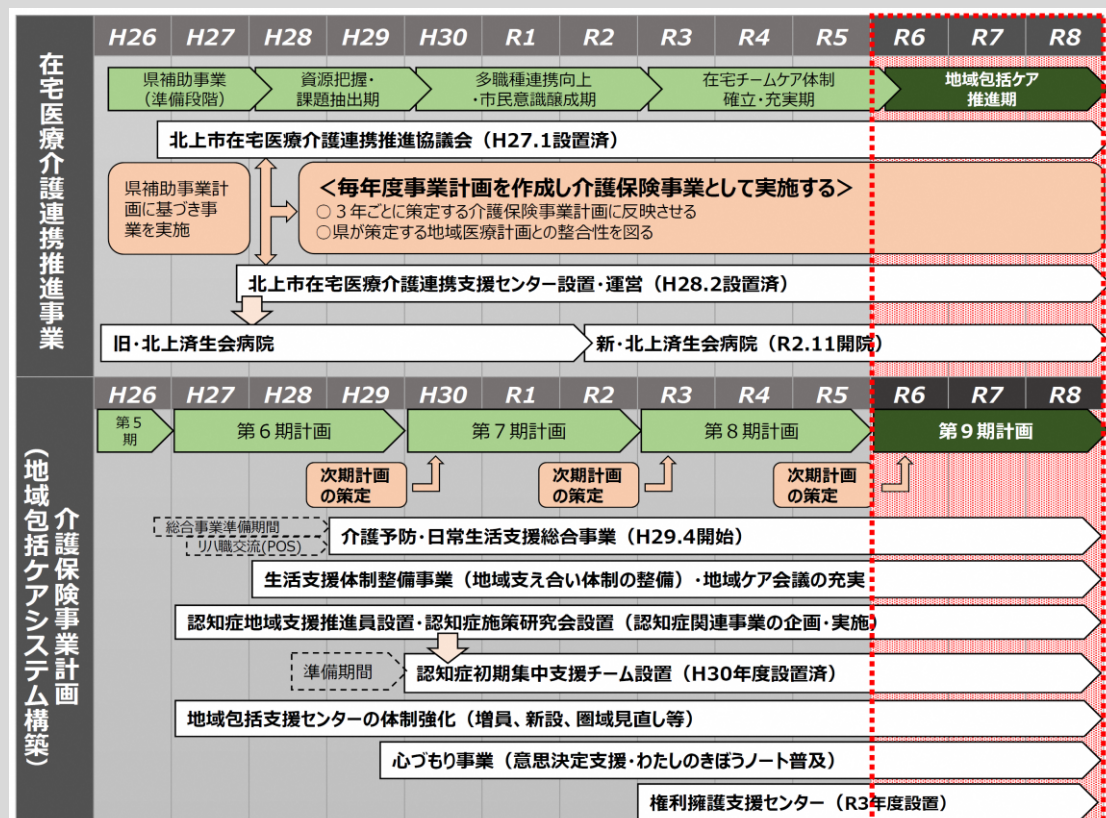 在宅医療介護連携推進事業
H26 H27 H28 H29 H30 R1 R2 R3 R4 R5 R6 R7 R8
県補助事業
（準備段階）
資源把握・
課題抽出期
多職種連携向上
・市民意識醸成期
在宅チームケア体制
確立・充実期
地域包括ケア
推進期
北上市在宅医療介護連携推進協議会（H27.1設置済）
県補助事業計
画に基づき事
業を実施
＜毎年度事業計画を作成し介護保険事業として実施する＞
○３年ごとに策定する介護保険事業計画に反映させる
○県が策定する地域医療計画との整合性を図る
北上市在宅医療介護連携支援センター設置・運営（H28.2設置済）
旧・北上済生会病院
新・北上済生会病院（R2.11開院）
介護保険事業計画
（地域包括ケアシステム構築）
H26 H27 H28 H29 H30 R1 R2 R3 R4 R5 R6 R7 R8
第５
期
第６期計画
第７期計画
第８期計画
第９期計画
次期計画
の策定
次期計画
の策定
次期計画
の策定
総合事業準備期間
リハ職交流(POS)
介護予防・日常生活支援総合事業（H29.4開始）
生活支援体制整備事業（地域支え合い体制の整備）・地域ケア会議の充実
認知症地域支援推進員設置・認知症施策研究会設置（認知症関連事業の企画・実施）
準備期間
認知症初期集中支援チーム設置（H30年度設置済）
地域包括支援センターの体制強化（増員、新設、圏域見直し等）
心づもり事業（意思決定支援・わたしのきぼうノート普及）
権利擁護支援センター（R3年度設置）